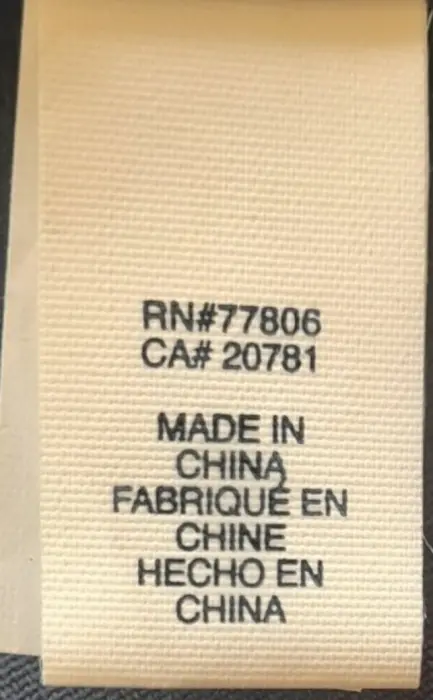 RN#77806
CA# 20781
MADE IN
CHINA
FABRIQUÉ EN
CHINE
HECHO EN
CHINA